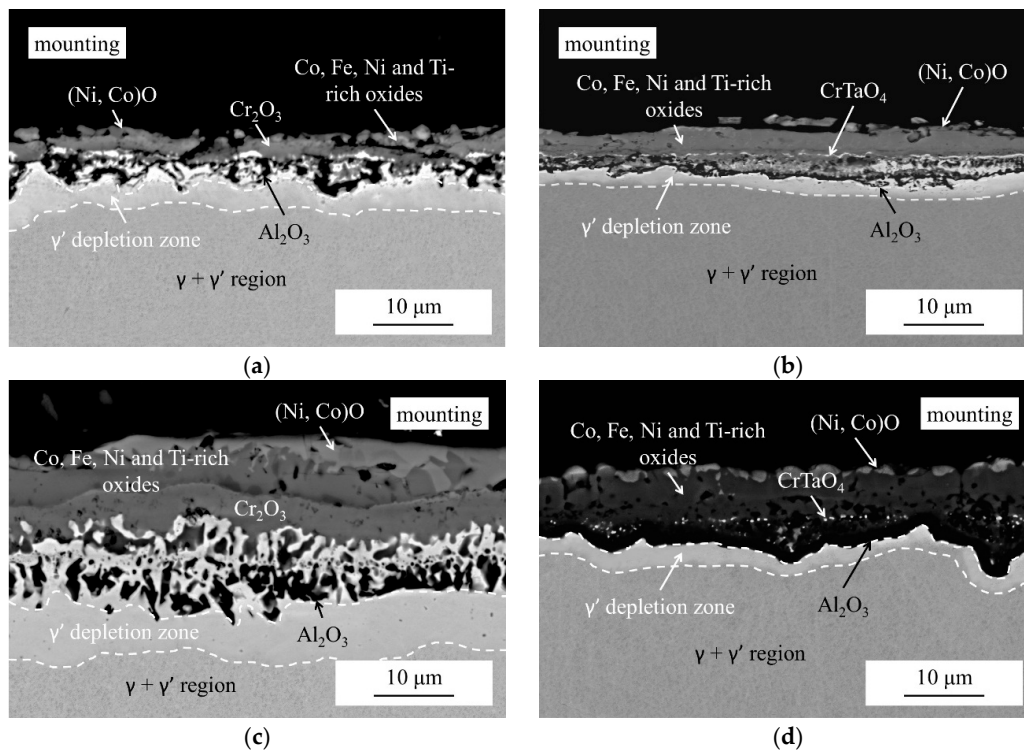 mounting
(Ni, Co)O
Cr₂O₃
Co, Fe, Ni and Ti-
rich oxides
γ′ depletion zone
Al₂O₃
γ + γ′ region
10 μm
(a)
mounting
Co, Fe, Ni and Ti-rich
oxides
CrTaO₄
(Ni, Co)O
γ′ depletion zone
Al₂O₃
γ + γ′ region
10 μm
(b)
(Ni, Co)O
mounting
Co, Fe, Ni and Ti-rich
oxides
Cr₂O₃
γ′ depletion zone
Al₂O₃
γ + γ′ region
10 μm
(c)
mounting
Co, Fe, Ni and Ti-rich
oxides
(Ni, Co)O
CrTaO₄
γ′ depletion zone
Al₂O₃
γ + γ′ region
10 μm
(d)